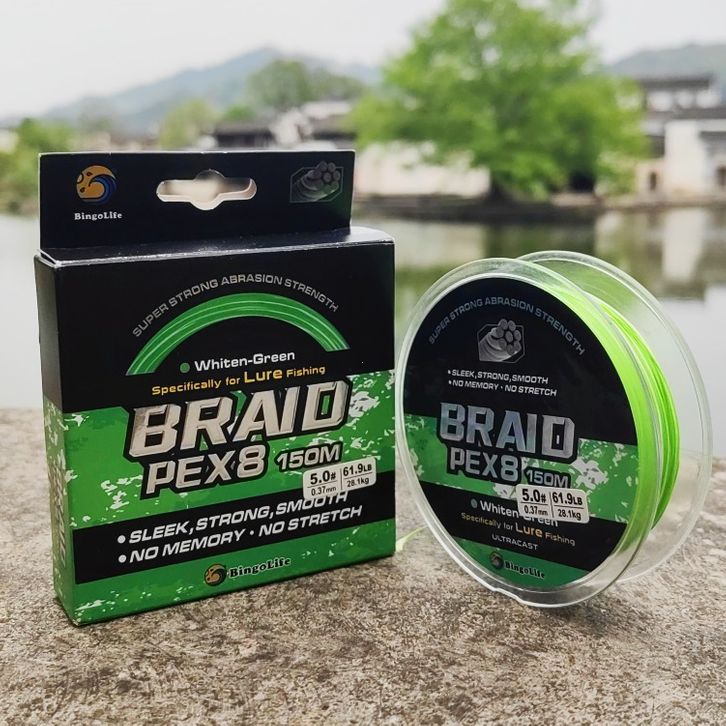 BingoLife
SUPER STRONG ABRASION STRENGTH
Whiten-Green
Specifically for Lure Fishing
BRAID
PEX8 150M
5.0# 61.9LB
0.37mm 28.1kg
• SLEEK, STRONG, SMOOTH
• NO MEMORY · NO STRETCH
BingoLife
SUPER STRONG ABRASION STRENGTH
• SLEEK, STRONG, SMOOTH
• NO MEMORY · NO STRETCH
BRAID
PEX8 150M
5.0# 61.9LB
0.37mm 28.1kg
Whiten-Green
Specifically for Lure Fishing
ULTRACAST
BingoLife